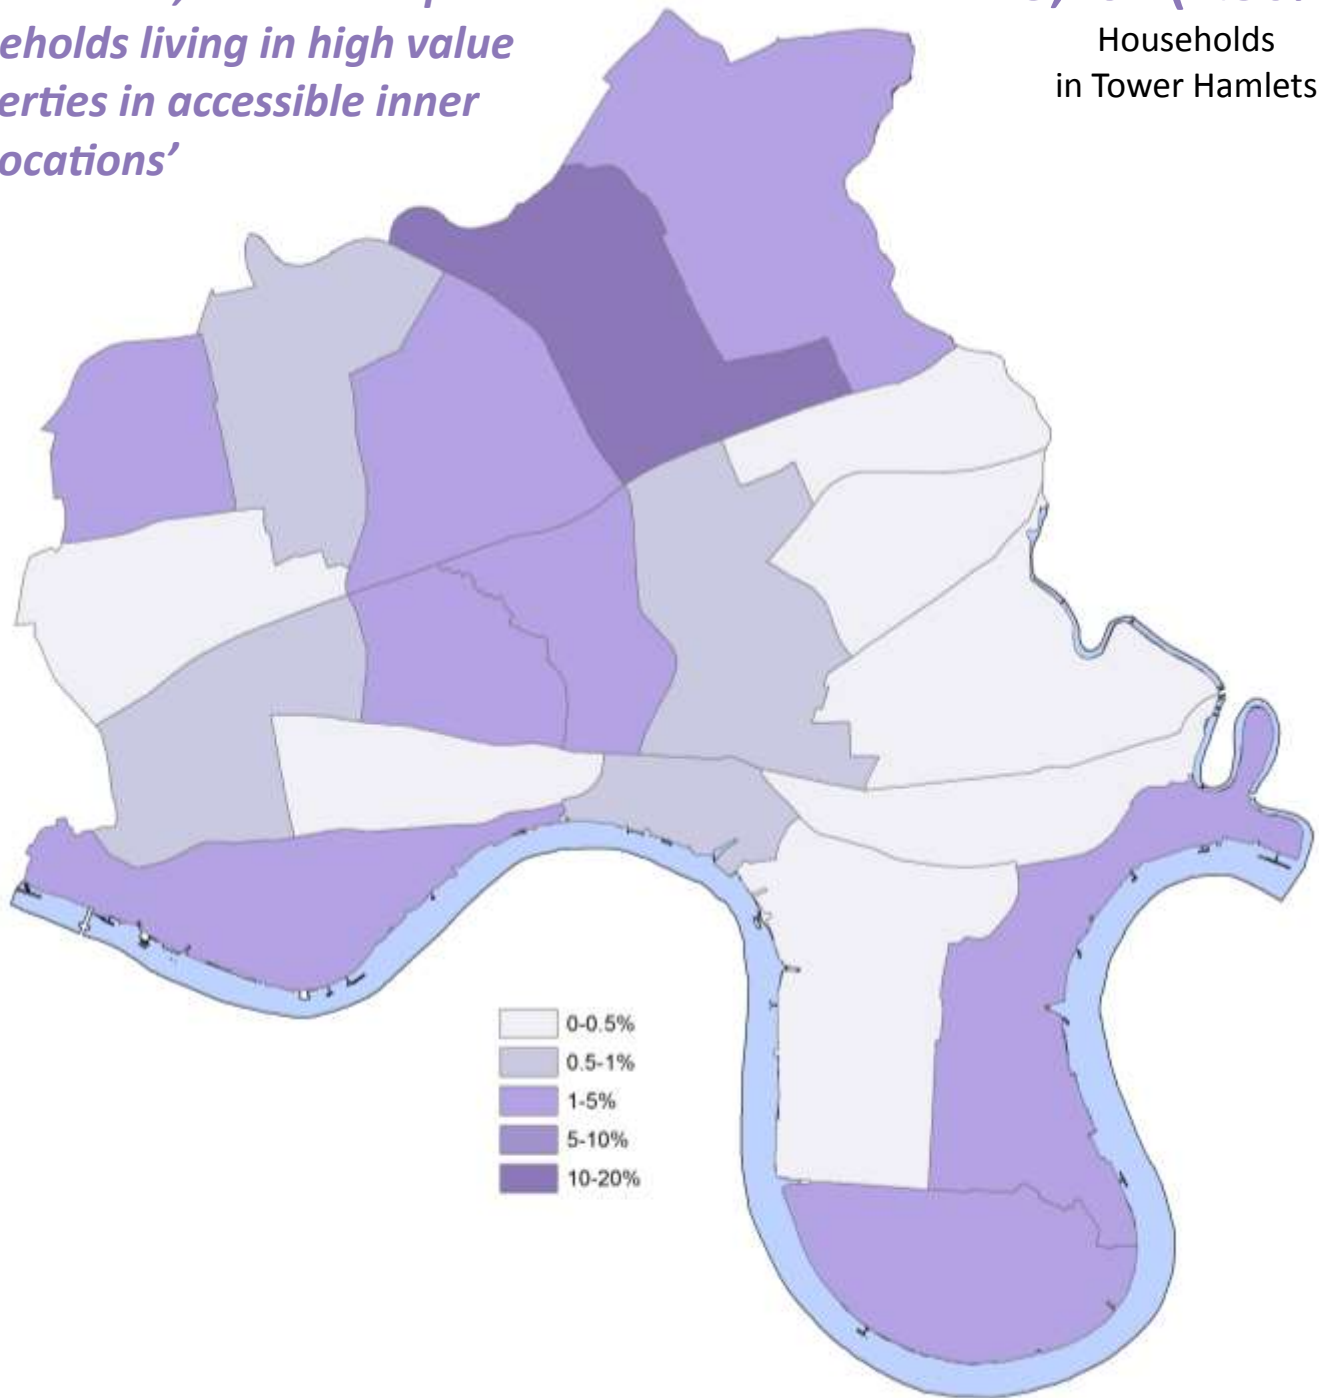 eholds living in high value
erties in accessible inner
ocations’
Households
in Tower Hamlets
0-0.5%
0.5-1%
1-5%
5-10%
10-20%